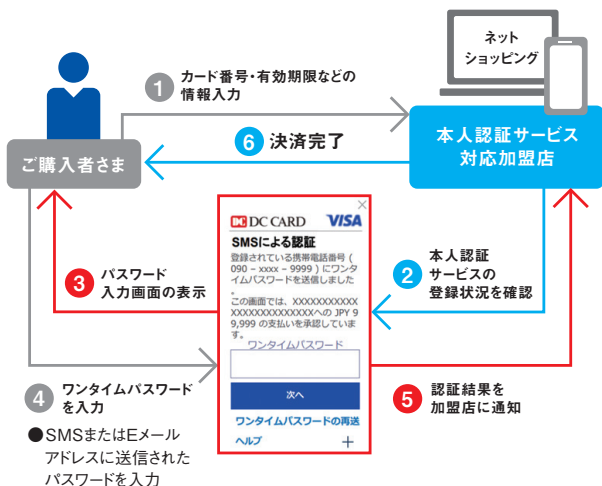 ネット
ショッピング
1 カード番号・有効期限などの
情報入力
ご購入者さま
6 決済完了
本人認証サービス
対応加盟店
×
DC DC CARD VISA
SMSによる認証
登録されている携帯電話番号 (
090 – xxxx – 9999 ) にワンタ
イムパスワードを送信しました
。
この画面では、XXXXXXXXXXX
XXXXXXXXXXXXXXへの JPY 9
9,999 の支払いを承認していま
す。
ワンタイムパスワード
次へ
ワンタイムパスワードの再送
ヘルプ +
2 本人認証
サービスの
登録状況を確認
3 パスワード
入力画面の表示
4 ワンタイムパスワード
を入力
●SMSまたはEメール
アドレスに送信された
パスワードを入力
5 認証結果を
加盟店に通知